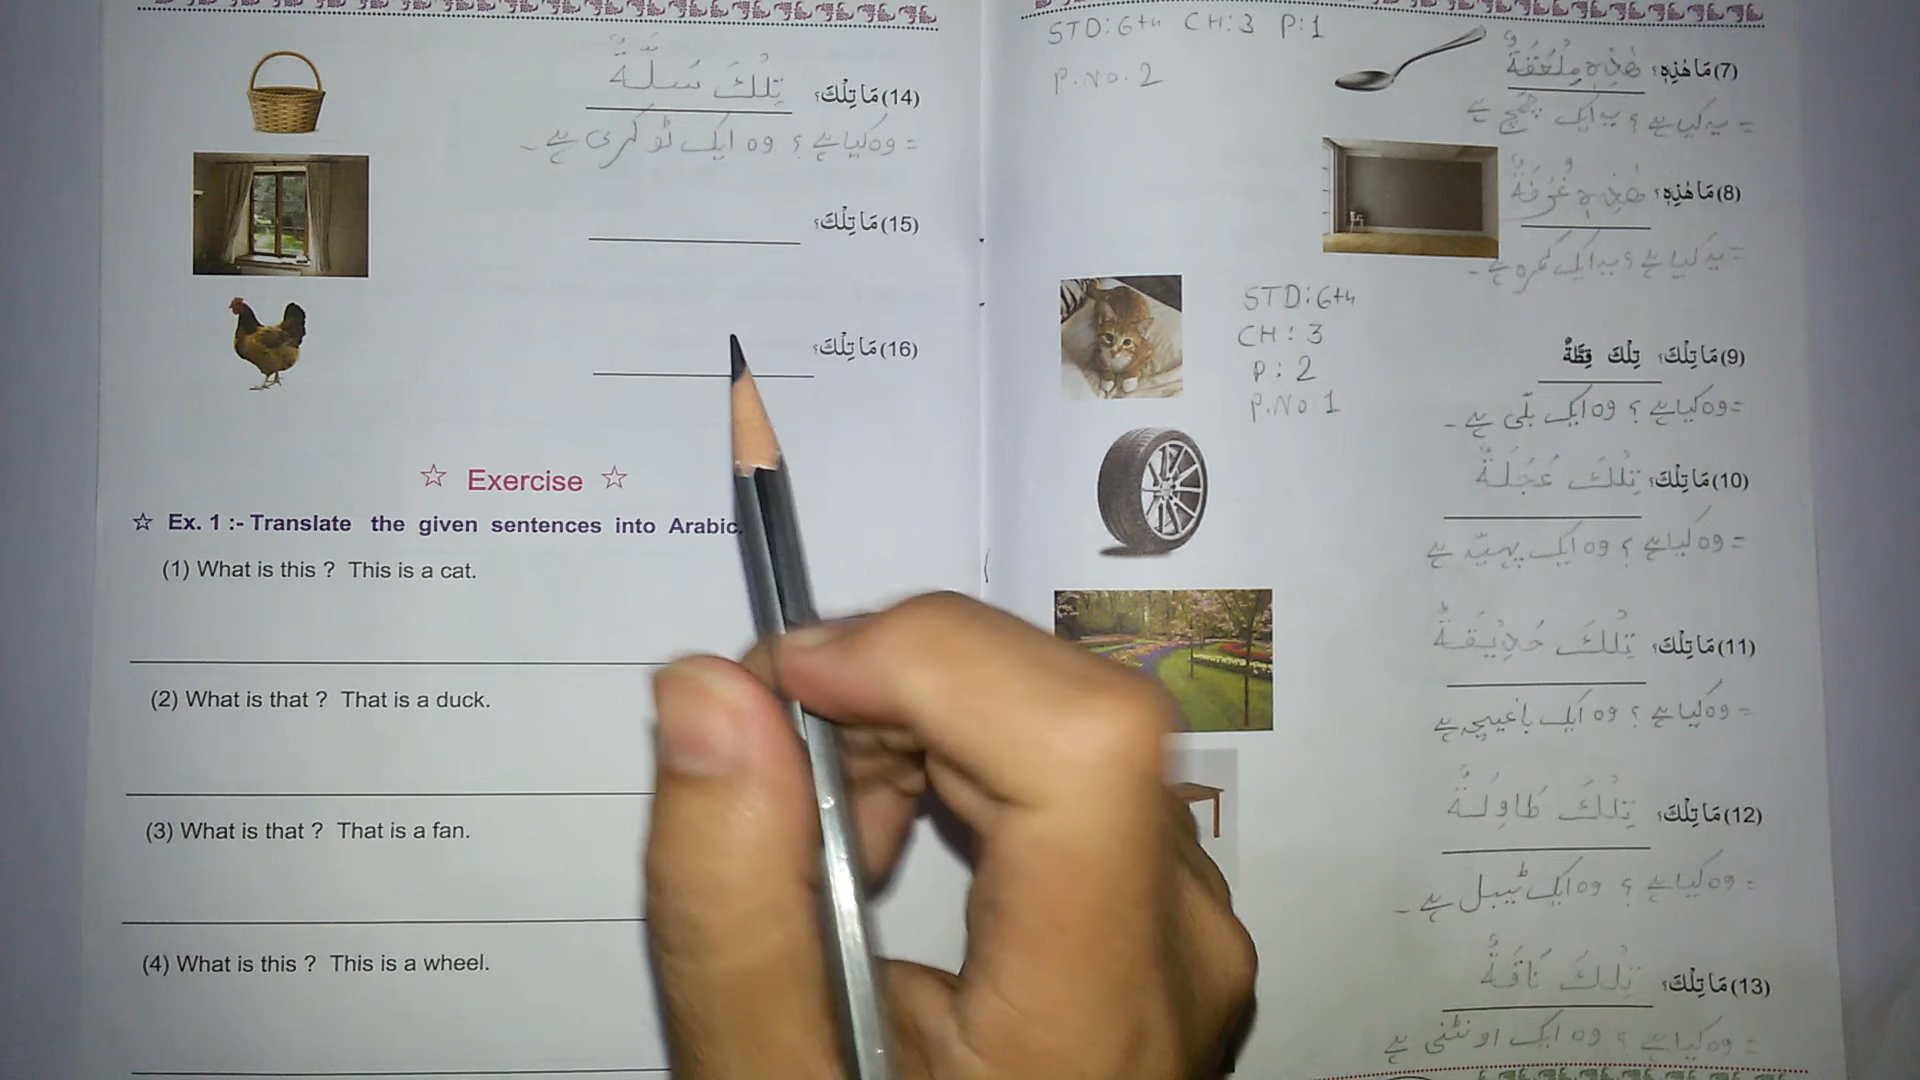 (14) مَا تِلْكَ؟ تِلْكَ سَلَّةٌ
= وہ کیا ہے ؟ وہ ایک ٹوکری ہے ۔
(15) مَا تِلْكَ؟
(16) مَا تِلْكَ؟
☆ Exercise ☆
☆ Ex. 1 :- Translate the given sentences into Arabic.
(1) What is this ? This is a cat.
(2) What is that ? That is a duck.
(3) What is that ? That is a fan.
(4) What is this ? This is a wheel.
STD: 6th CH: 3 P: 1
P. No. 2
(7) مَا هٰذِهٖ؟ هٰذِهٖ مِلْعَقَةٌ
= یہ کیا ہے ؟ یہ ایک چمّچ ہے
(8) مَا هٰذِهٖ؟ هٰذِهٖ غُرْفَةٌ
= یہ کیا ہے ؟ یہ ایک کمرہ ہے ۔
STD: 6th
CH: 3
P: 2
P. No 1
(9) مَا تِلْكَ؟ تِلْكَ قِطَّةٌ
= وہ کیا ہے ؟ وہ ایک بلّی ہے ۔
(10) مَا تِلْكَ؟ تِلْكَ عَجَلَةٌ
= وہ کیا ہے ؟ وہ ایک پہیّہ ہے
(11) مَا تِلْكَ؟ تِلْكَ حَدِيْقَةٌ
= وہ کیا ہے ؟ وہ ایک باغیچہ ہے
(12) مَا تِلْكَ؟ تِلْكَ طَاوِلَةٌ
= وہ کیا ہے ؟ وہ ایک ٹیبل ہے ۔
(13) مَا تِلْكَ؟ تِلْكَ نَاقَةٌ
= وہ کیا ہے ؟ وہ ایک اونٹنی ہے